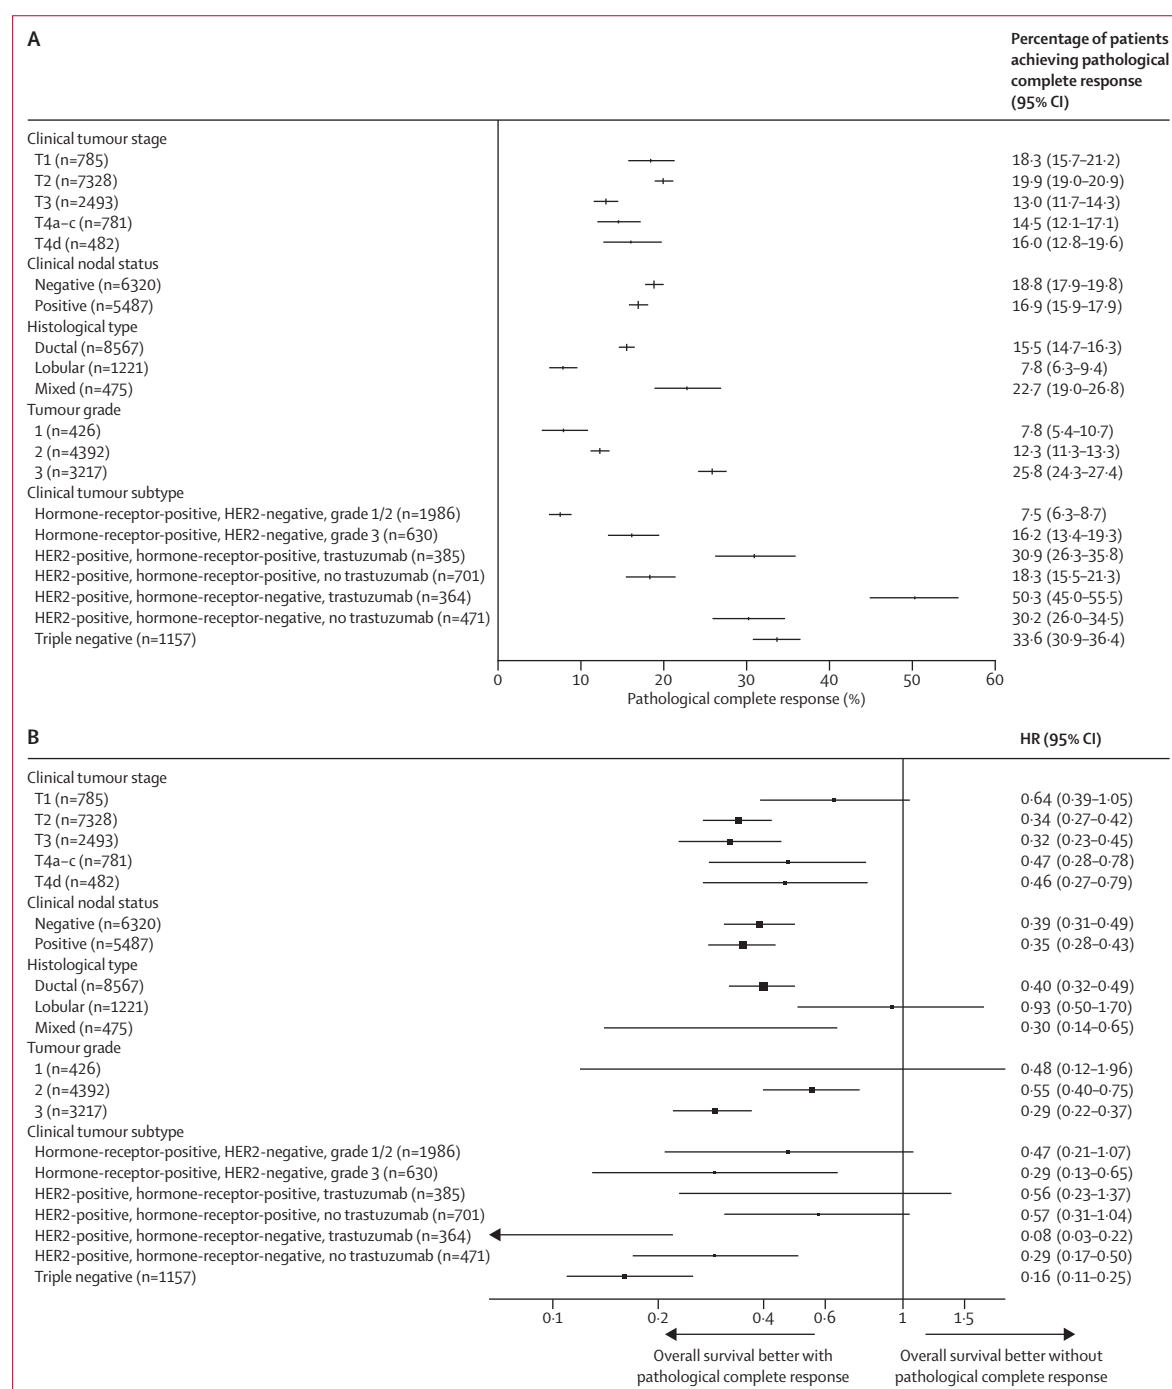 A
Percentage of patients
achieving pathological
complete response
(95% CI)
Clinical tumour stage
T1 (n=785) 18·3 (15·7–21·2)
T2 (n=7328) 19·9 (19·0–20·9)
T3 (n=2493) 13·0 (11·7–14·3)
T4a–c (n=781) 14·5 (12·1–17·1)
T4d (n=482) 16·0 (12·8–19·6)
Clinical nodal status
Negative (n=6320) 18·8 (17·9–19·8)
Positive (n=5487) 16·9 (15·9–17·9)
Histological type
Ductal (n=8567) 15·5 (14·7–16·3)
Lobular (n=1221) 7·8 (6·3–9·4)
Mixed (n=475) 22·7 (19·0–26·8)
Tumour grade
1 (n=426) 7·8 (5·4–10·7)
2 (n=4392) 12·3 (11·3–13·3)
3 (n=3217) 25·8 (24·3–27·4)
Clinical tumour subtype
Hormone-receptor-positive, HER2-negative, grade 1/2 (n=1986) 7·5 (6·3–8·7)
Hormone-receptor-positive, HER2-negative, grade 3 (n=630) 16·2 (13·4–19·3)
HER2-positive, hormone-receptor-positive, trastuzumab (n=385) 30·9 (26·3–35·8)
HER2-positive, hormone-receptor-positive, no trastuzumab (n=701) 18·3 (15·5–21·3)
HER2-positive, hormone-receptor-negative, trastuzumab (n=364) 50·3 (45·0–55·5)
HER2-positive, hormone-receptor-negative, no trastuzumab (n=471) 30·2 (26·0–34·5)
Triple negative (n=1157) 33·6 (30·9–36·4)
0 10 20 30 40 50 60
Pathological complete response (%)
B
HR (95% CI)
Clinical tumour stage
T1 (n=785) 0·64 (0·39–1·05)
T2 (n=7328) 0·34 (0·27–0·42)
T3 (n=2493) 0·32 (0·23–0·45)
T4a–c (n=781) 0·47 (0·28–0·78)
T4d (n=482) 0·46 (0·27–0·79)
Clinical nodal status
Negative (n=6320) 0·39 (0·31–0·49)
Positive (n=5487) 0·35 (0·28–0·43)
Histological type
Ductal (n=8567) 0·40 (0·32–0·49)
Lobular (n=1221) 0·93 (0·50–1·70)
Mixed (n=475) 0·30 (0·14–0·65)
Tumour grade
1 (n=426) 0·48 (0·12–1·96)
2 (n=4392) 0·55 (0·40–0·75)
3 (n=3217) 0·29 (0·22–0·37)
Clinical tumour subtype
Hormone-receptor-positive, HER2-negative, grade 1/2 (n=1986) 0·47 (0·21–1·07)
Hormone-receptor-positive, HER2-negative, grade 3 (n=630) 0·29 (0·13–0·65)
HER2-positive, hormone-receptor-positive, trastuzumab (n=385) 0·56 (0·23–1·37)
HER2-positive, hormone-receptor-positive, no trastuzumab (n=701) 0·57 (0·31–1·04)
HER2-positive, hormone-receptor-negative, trastuzumab (n=364) 0·08 (0·03–0·22)
HER2-positive, hormone-receptor-negative, no trastuzumab (n=471) 0·29 (0·17–0·50)
Triple negative (n=1157) 0·16 (0·11–0·25)
0·1 0·2 0·4 0·6 1 1·5
Overall survival better with
pathological complete response
Overall survival better without
pathological complete response